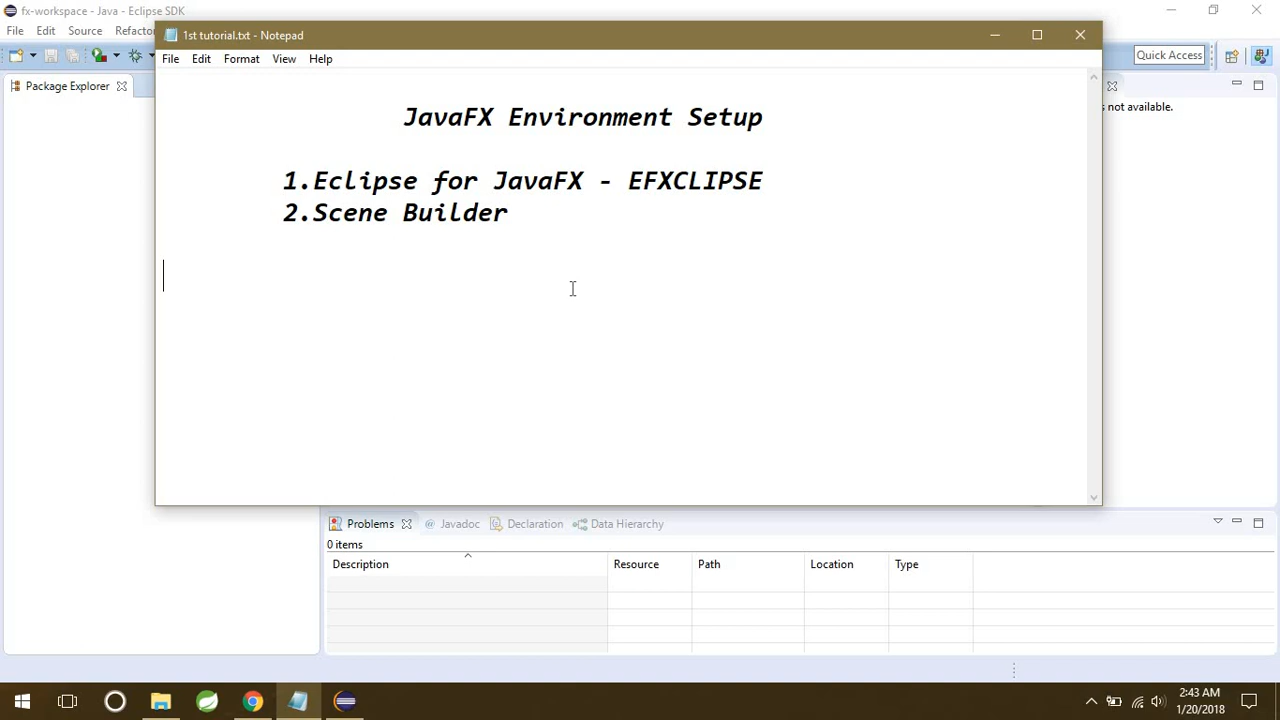 fx-workspace - Java - Eclipse SDK
File Edit Source Refactor
Quick Access
Package Explorer
s not available.
1st tutorial.txt - Notepad
File Edit Format View Help
JavaFX Environment Setup
1.Eclipse for JavaFX - EFXCLIPSE
2.Scene Builder
Problems @ Javadoc Declaration Data Hierarchy
0 items
Description Resource Path Location Type
2:43 AM
1/20/2018